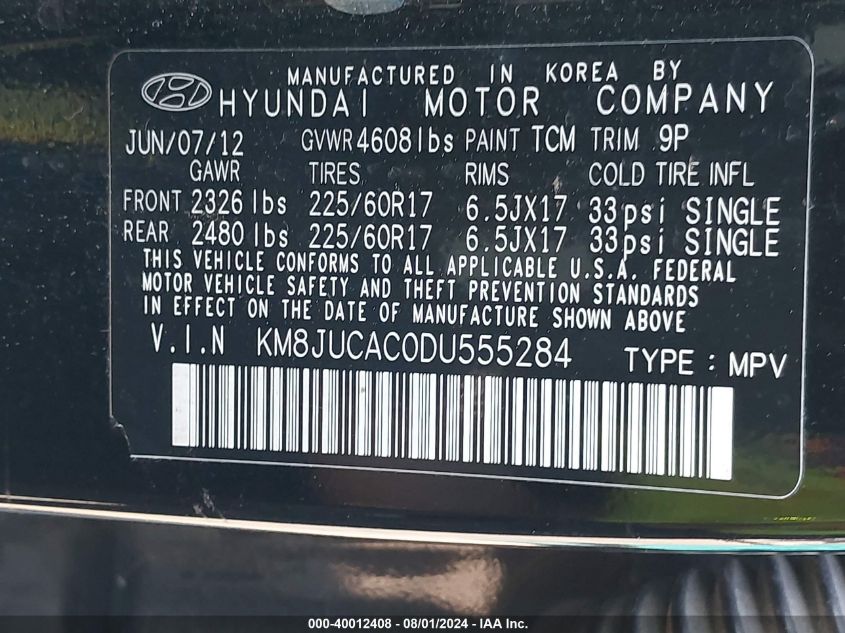 MANUFACTURED IN KOREA BY
HYUNDAI MOTOR COMPANY
JUN/07/12 GVWR 4608lbs PAINT TCM TRIM 9P
GAWR TIRES RIMS COLD TIRE INFL
FRONT 2326 lbs 225/60R17 6.5JX17 33psi SINGLE
REAR 2480 lbs 225/60R17 6.5JX17 33psi SINGLE
THIS VEHICLE CONFORMS TO ALL APPLICABLE U.S.A. FEDERAL
MOTOR VEHICLE SAFETY AND THEFT PREVENTION STANDARDS
IN EFFECT ON THE DATE OF MANUFACTURE SHOWN ABOVE
V.I.N KM8JUCAC0DU555284 TYPE : MPV
000-40012408 - 08/01/2024 - IAA Inc.